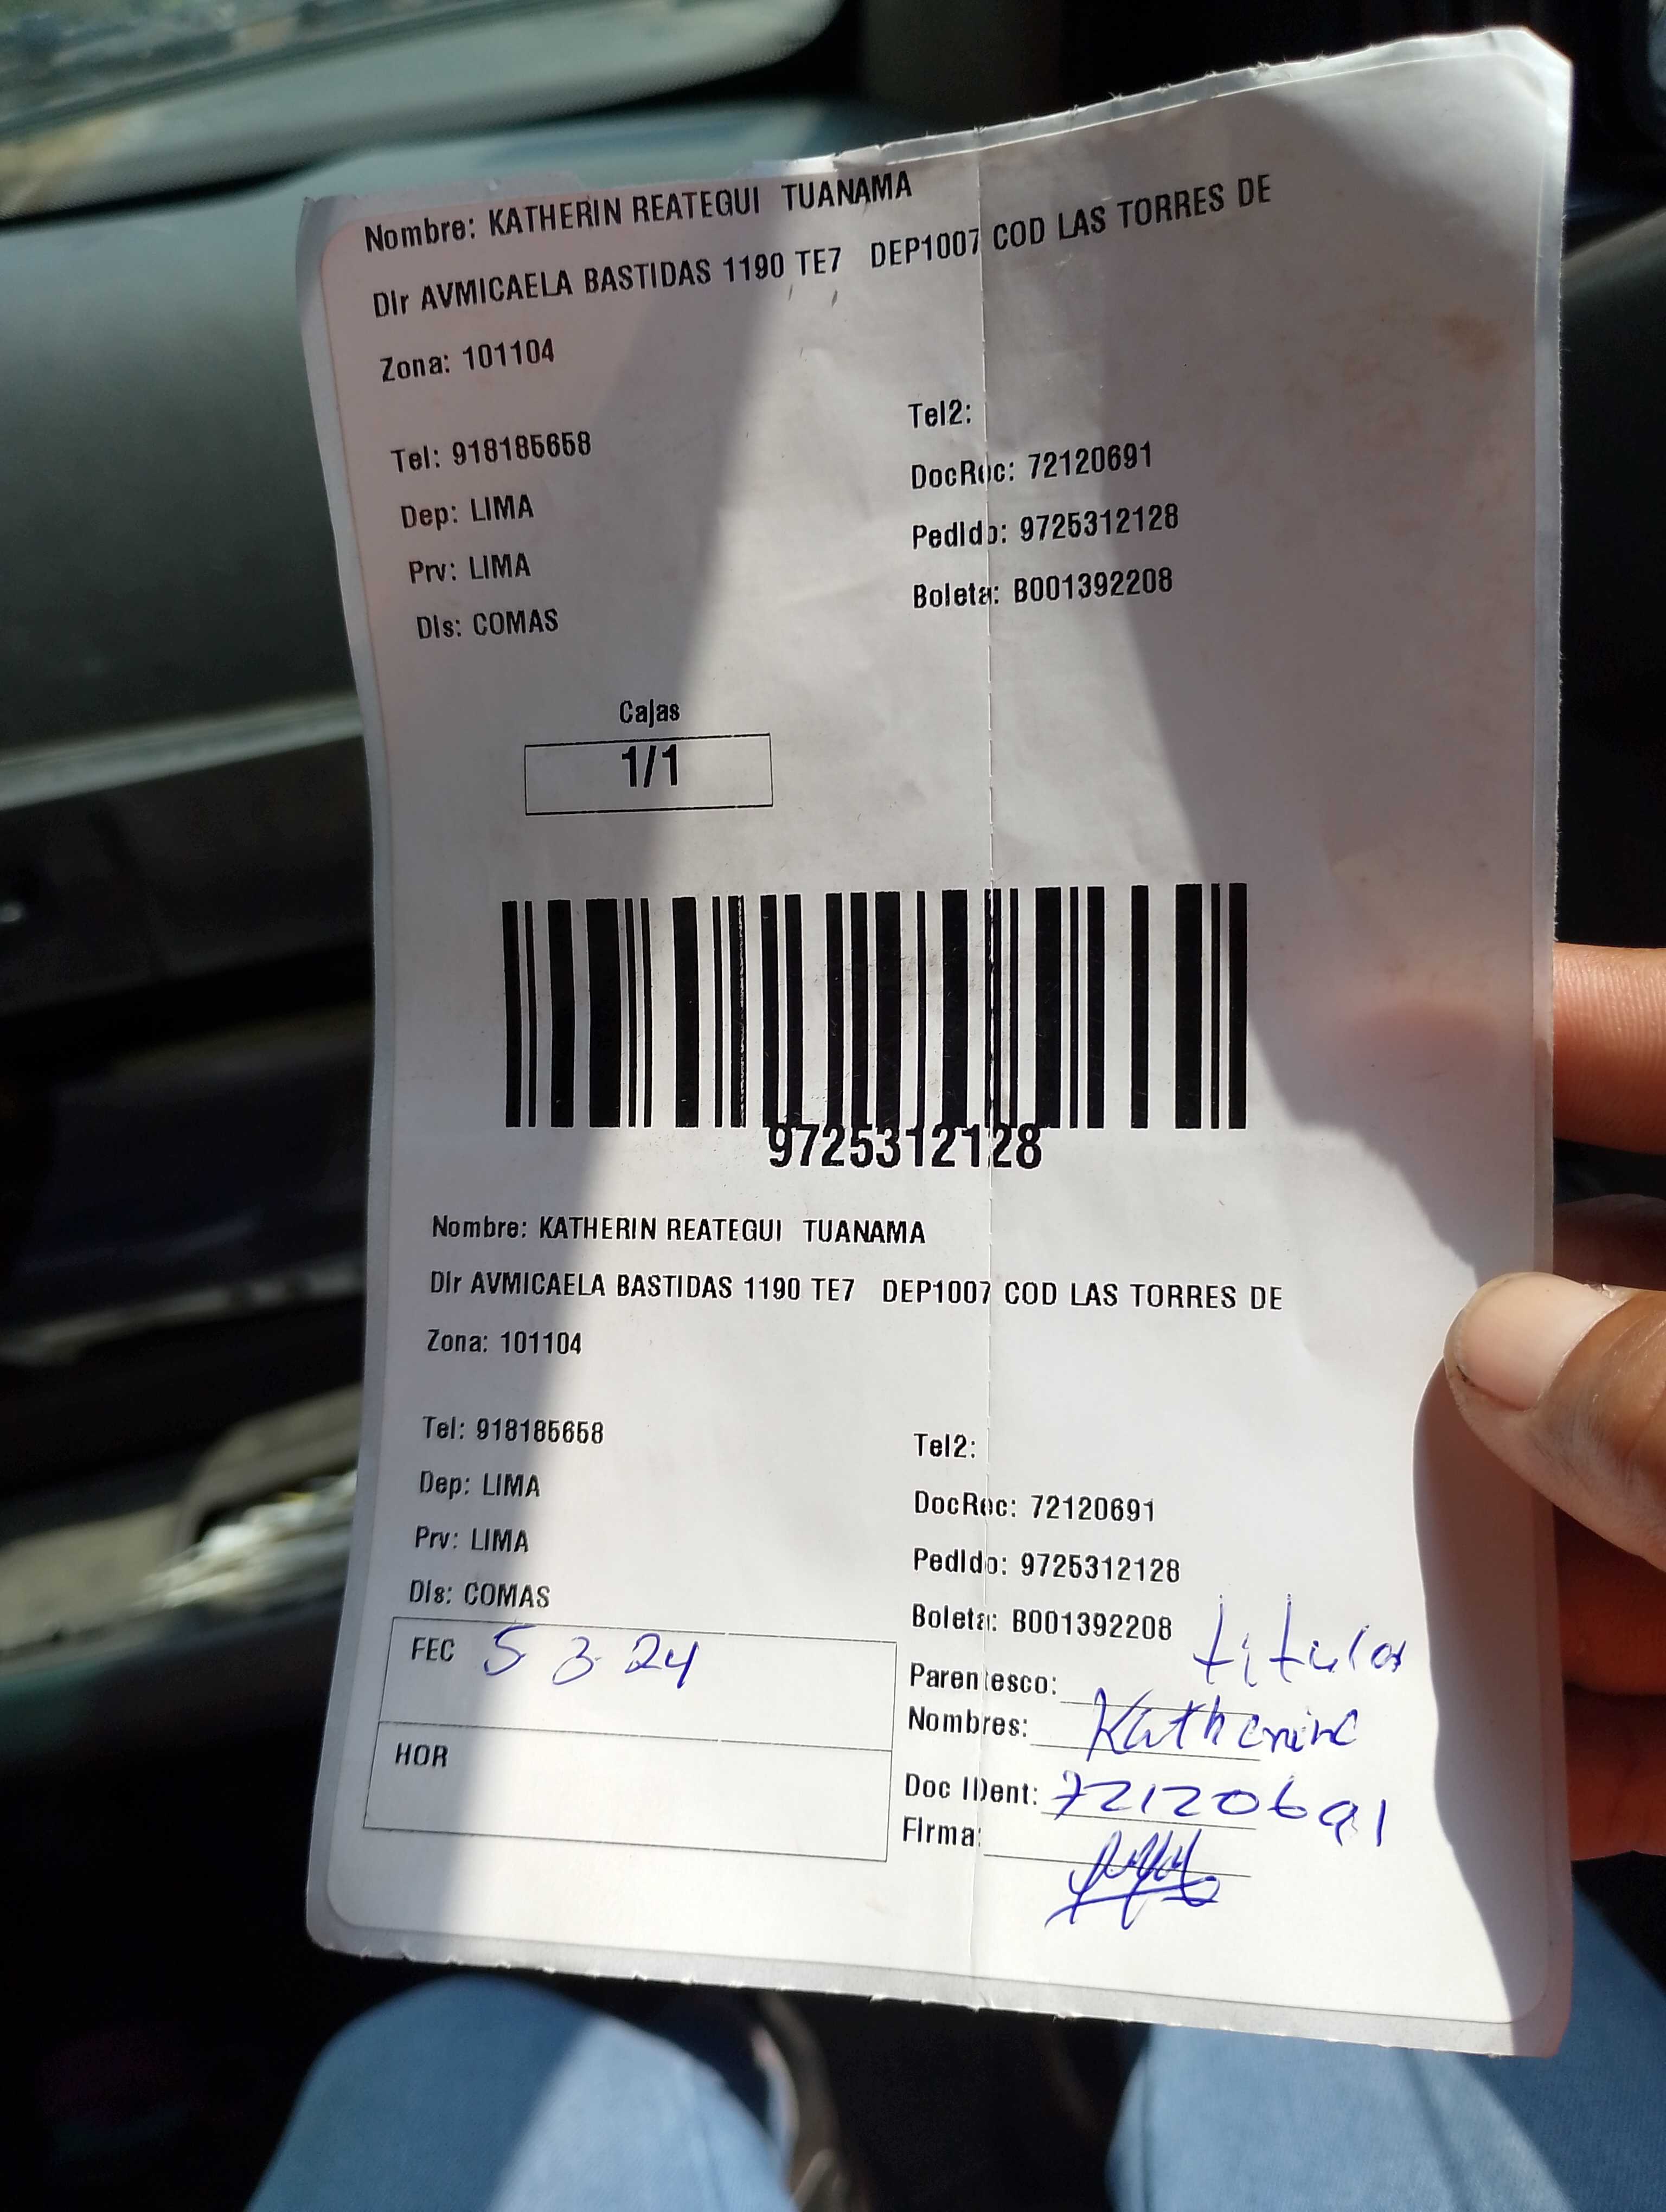 Nombre: KATHERIN REATEGUI TUANAMA
Dir AVMICAELA BASTIDAS 1190 TE7 DEP1007 COD LAS TORRES DE
Zona: 101104
Tel: 918185658
Tel2:
Dep: LIMA
DocRec: 72120691
Prv: LIMA
Pedido: 9725312128
Dis: COMAS
Boleta: B001392208
Cajas
1/1
9725312128
Nombre: KATHERIN REATEGUI TUANAMA
Dir AVMICAELA BASTIDAS 1190 TE7 DEP1007 COD LAS TORRES DE
Zona: 101104
Tel: 918185658
Tel2:
Dep: LIMA
DocRec: 72120691
Prv: LIMA
Pedido: 9725312128
Dis: COMAS
Boleta: B001392208
FEC 5 3 24
Parentesco: titular
Nombres: Katherine
HOR
Doc IDent: 72120691
Firma: